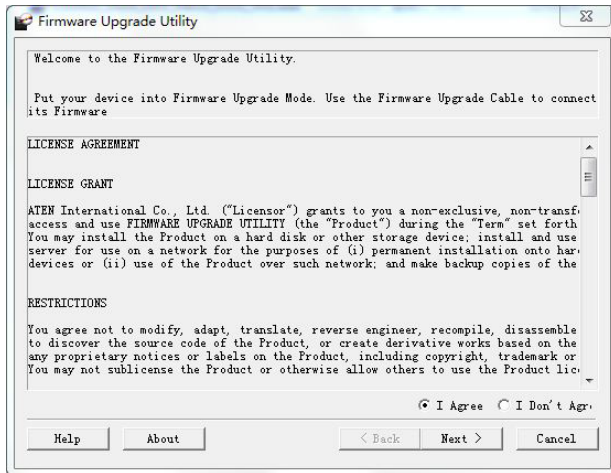 Firmware Upgrade Utility
Welcome to the Firmware Upgrade Utility.
Put your device into Firmware Upgrade Mode. Use the Firmware Upgrade Cable to connect
its Firmware
LICENSE AGREEMENT
LICENSE GRANT
ATEN International Co., Ltd. ("Licensor") grants to you a non-exclusive,
access and use FIRMWARE UPGRADE UTILITY (the "Product") during the "Term" set forth
You may install the Product on a hard disk or other storage device; install and use
server for use on a network for the purposes of (i) permanent installation onto
devices or (ii) use of the Product over such network; and make backup copies of the
RESTRICTIONS
You agree not to modify, adapt, translate, reverse engineer, recompile, disassemble
to discover the source code of the Product, or create derivative works based on the
any proprietary notices or labels on the Product, including copyright, trademark or
You may not sublicense the Product or otherwise allow others to use the Product
I Agree I Don't
Help About < Back Next > Cancel